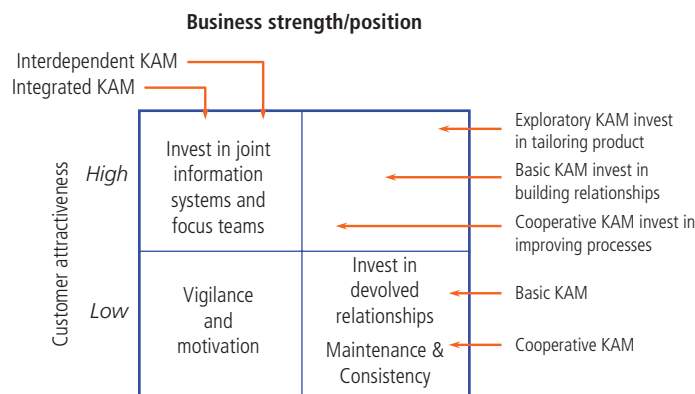 Business strength/position
Interdependent KAM
Integrated KAM
Customer attractiveness
High
Invest in joint
information
systems and
focus teams
Exploratory KAM invest
in tailoring product
Basic KAM invest in
building relationships
Cooperative KAM invest in
improving processes
Low
Vigilance
and
motivation
Invest in
devolved
relationships
Maintenance &
Consistency
Basic KAM
Cooperative KAM